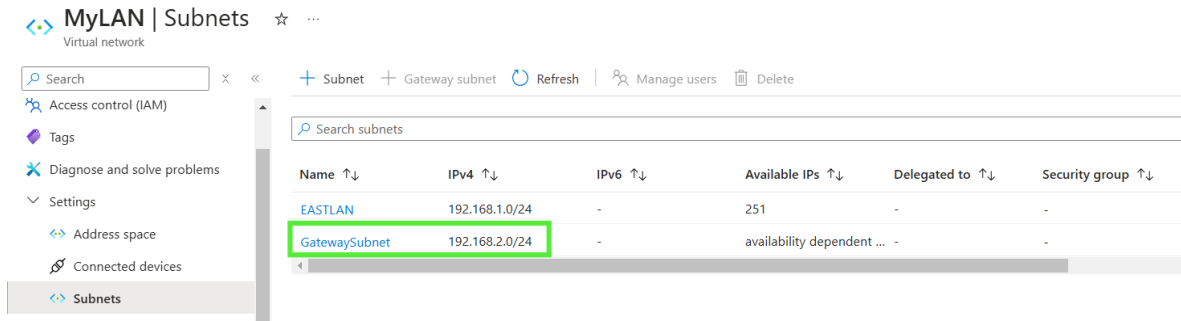 MyLAN | Subnets ☆ ...
Virtual network
Search
Access control (IAM)
Tags
Diagnose and solve problems
Settings
Address space
Connected devices
Subnets
+ Subnet + Gateway subnet Refresh Manage users Delete
Search subnets
Name ↑↓ IPv4 ↑↓ IPv6 ↑↓ Available IPs ↑↓ Delegated to ↑↓ Security group ↑↓
EASTLAN 192.168.1.0/24 - 251 - -
GatewaySubnet 192.168.2.0/24 - availability dependent ... - -